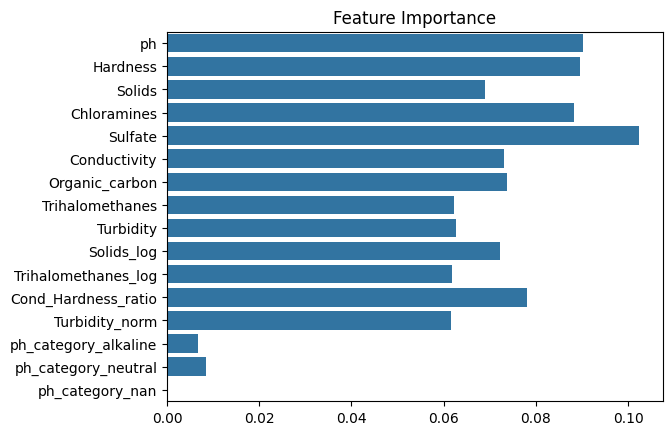 Feature Importance
ph
Hardness
Solids
Chloramines
Sulfate
Conductivity
Organic_carbon
Trihalomethanes
Turbidity
Solids_log
Trihalomethanes_log
Cond_Hardness_ratio
Turbidity_norm
ph_category_alkaline
ph_category_neutral
ph_category_nan
0.00 0.02 0.04 0.06 0.08 0.10